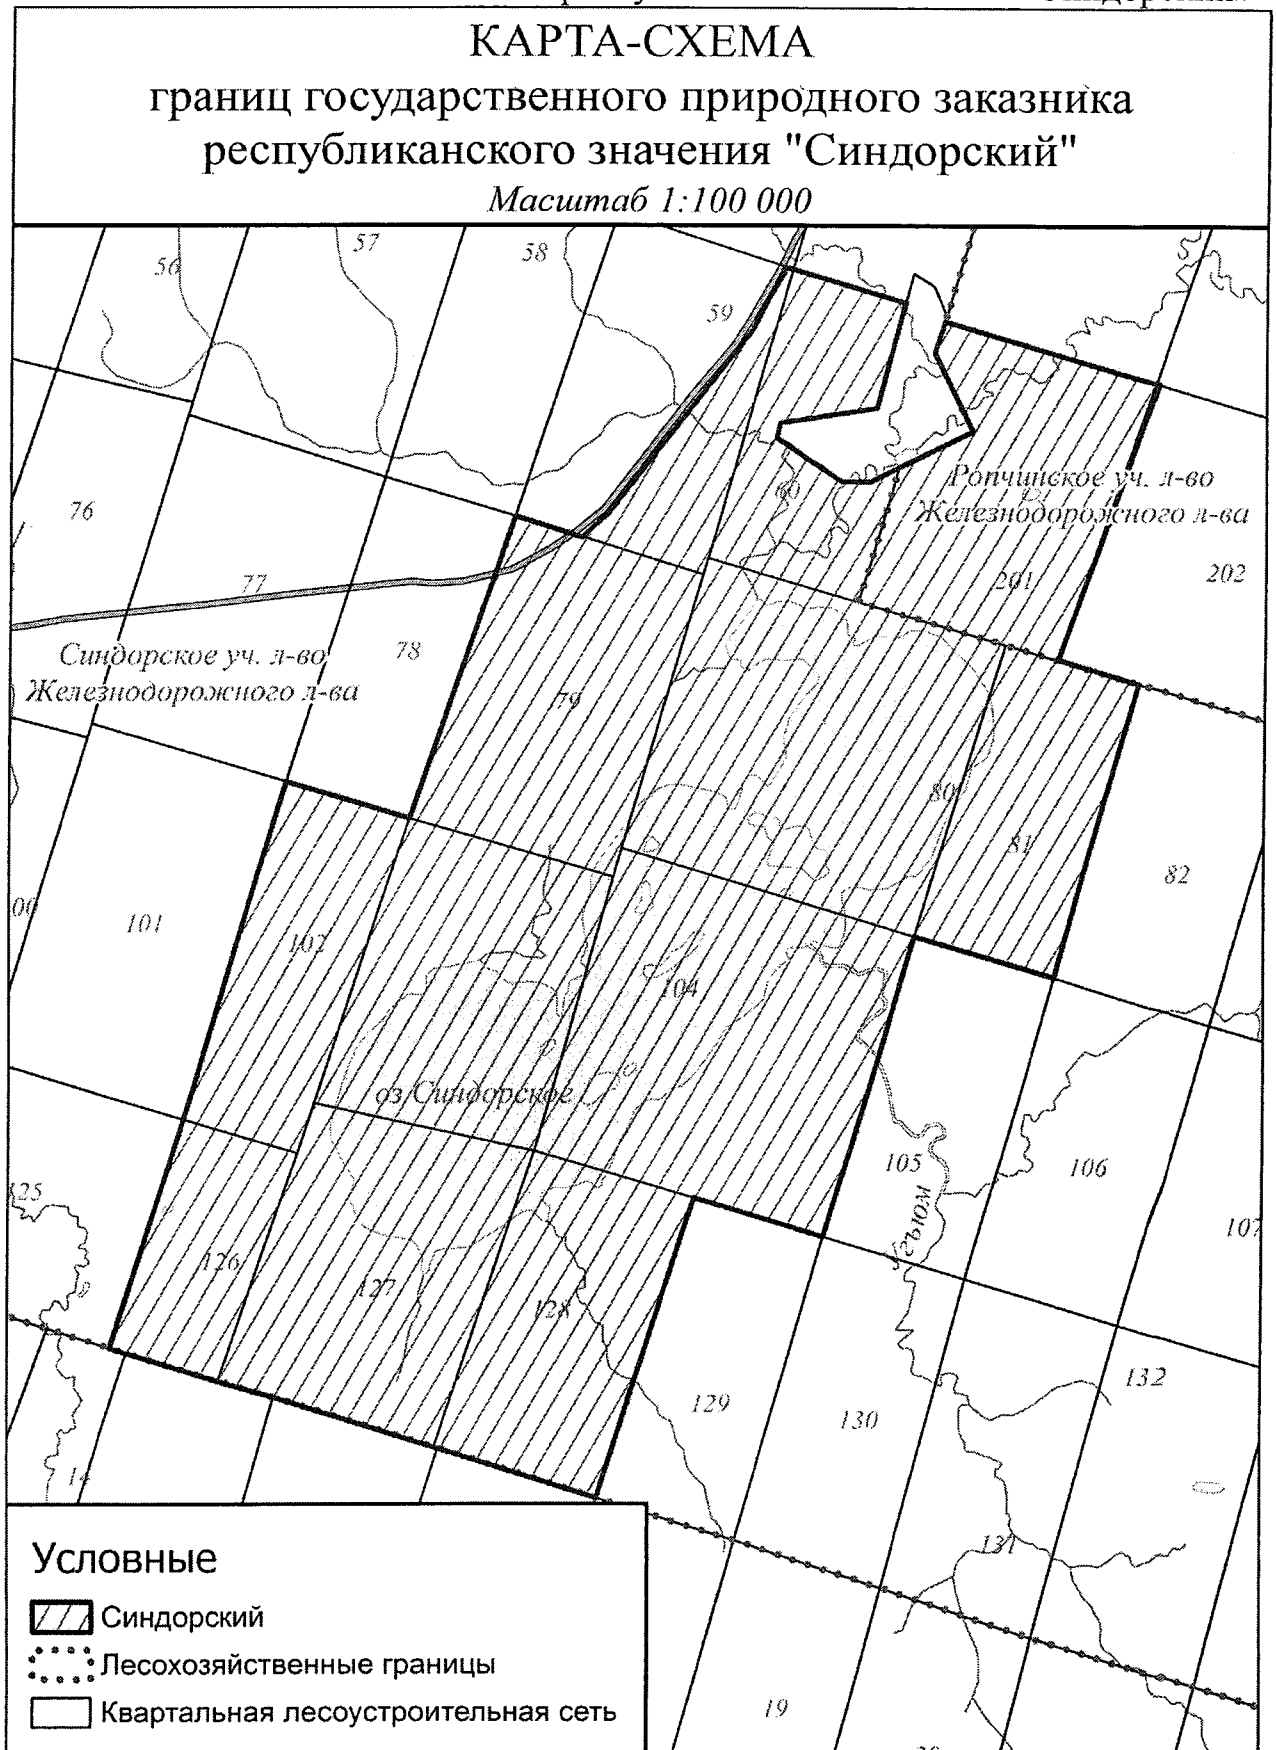 КАРТА-СХЕМА
границ государственного природного заказника
республиканского значения "Синдорский"
Масштаб 1:100 000
56
57
58
59
60
76
77
78
79
Ропчинское уч. л-во
Железнодорожного л-ва
201
202
Синдорское уч. л-во
Железнодорожного л-ва
80
81
82
101
102
104
оз. Синдорское
105
106
107
126
127
128
129
130
131
132
19
Условные
Синдорский
Лесохозяйственные границы
Квартальная лесоустроительная сеть